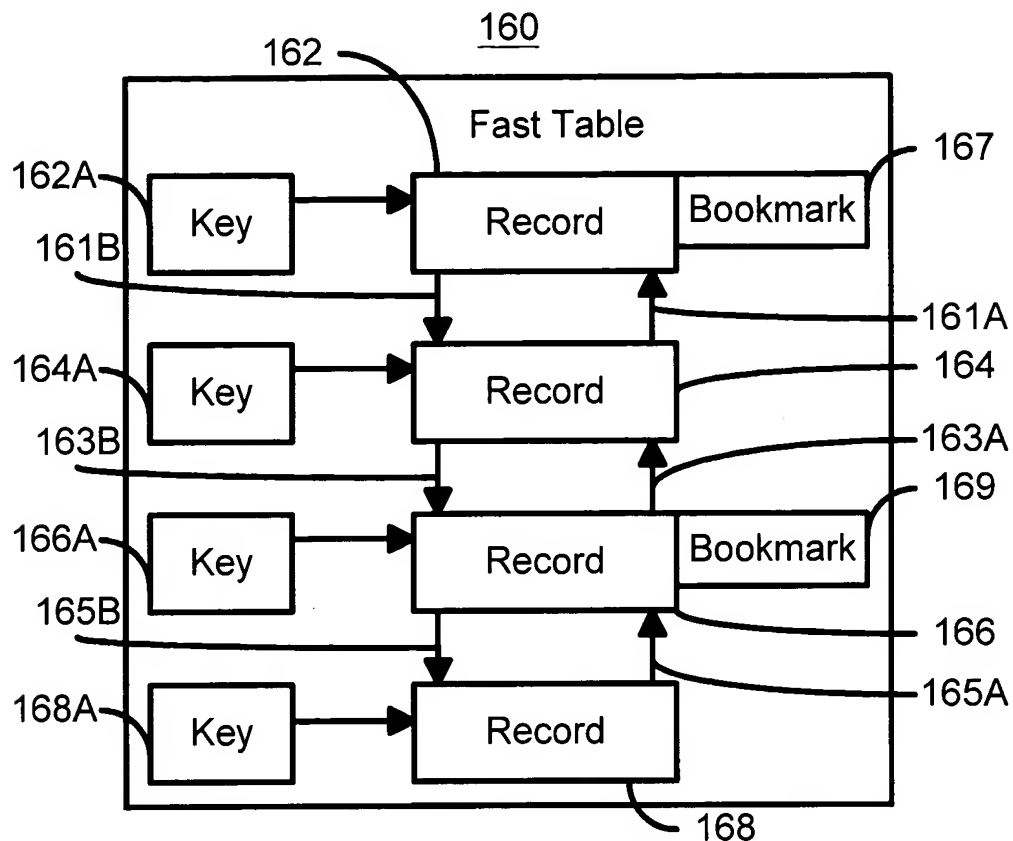 160
162
Fast Table
167
162A
Key
Record
Bookmark
161B
161A
164A
Key
Record
164
163B
163A
169
166A
Key
Record
Bookmark
165B
166
165A
168A
Key
Record
168